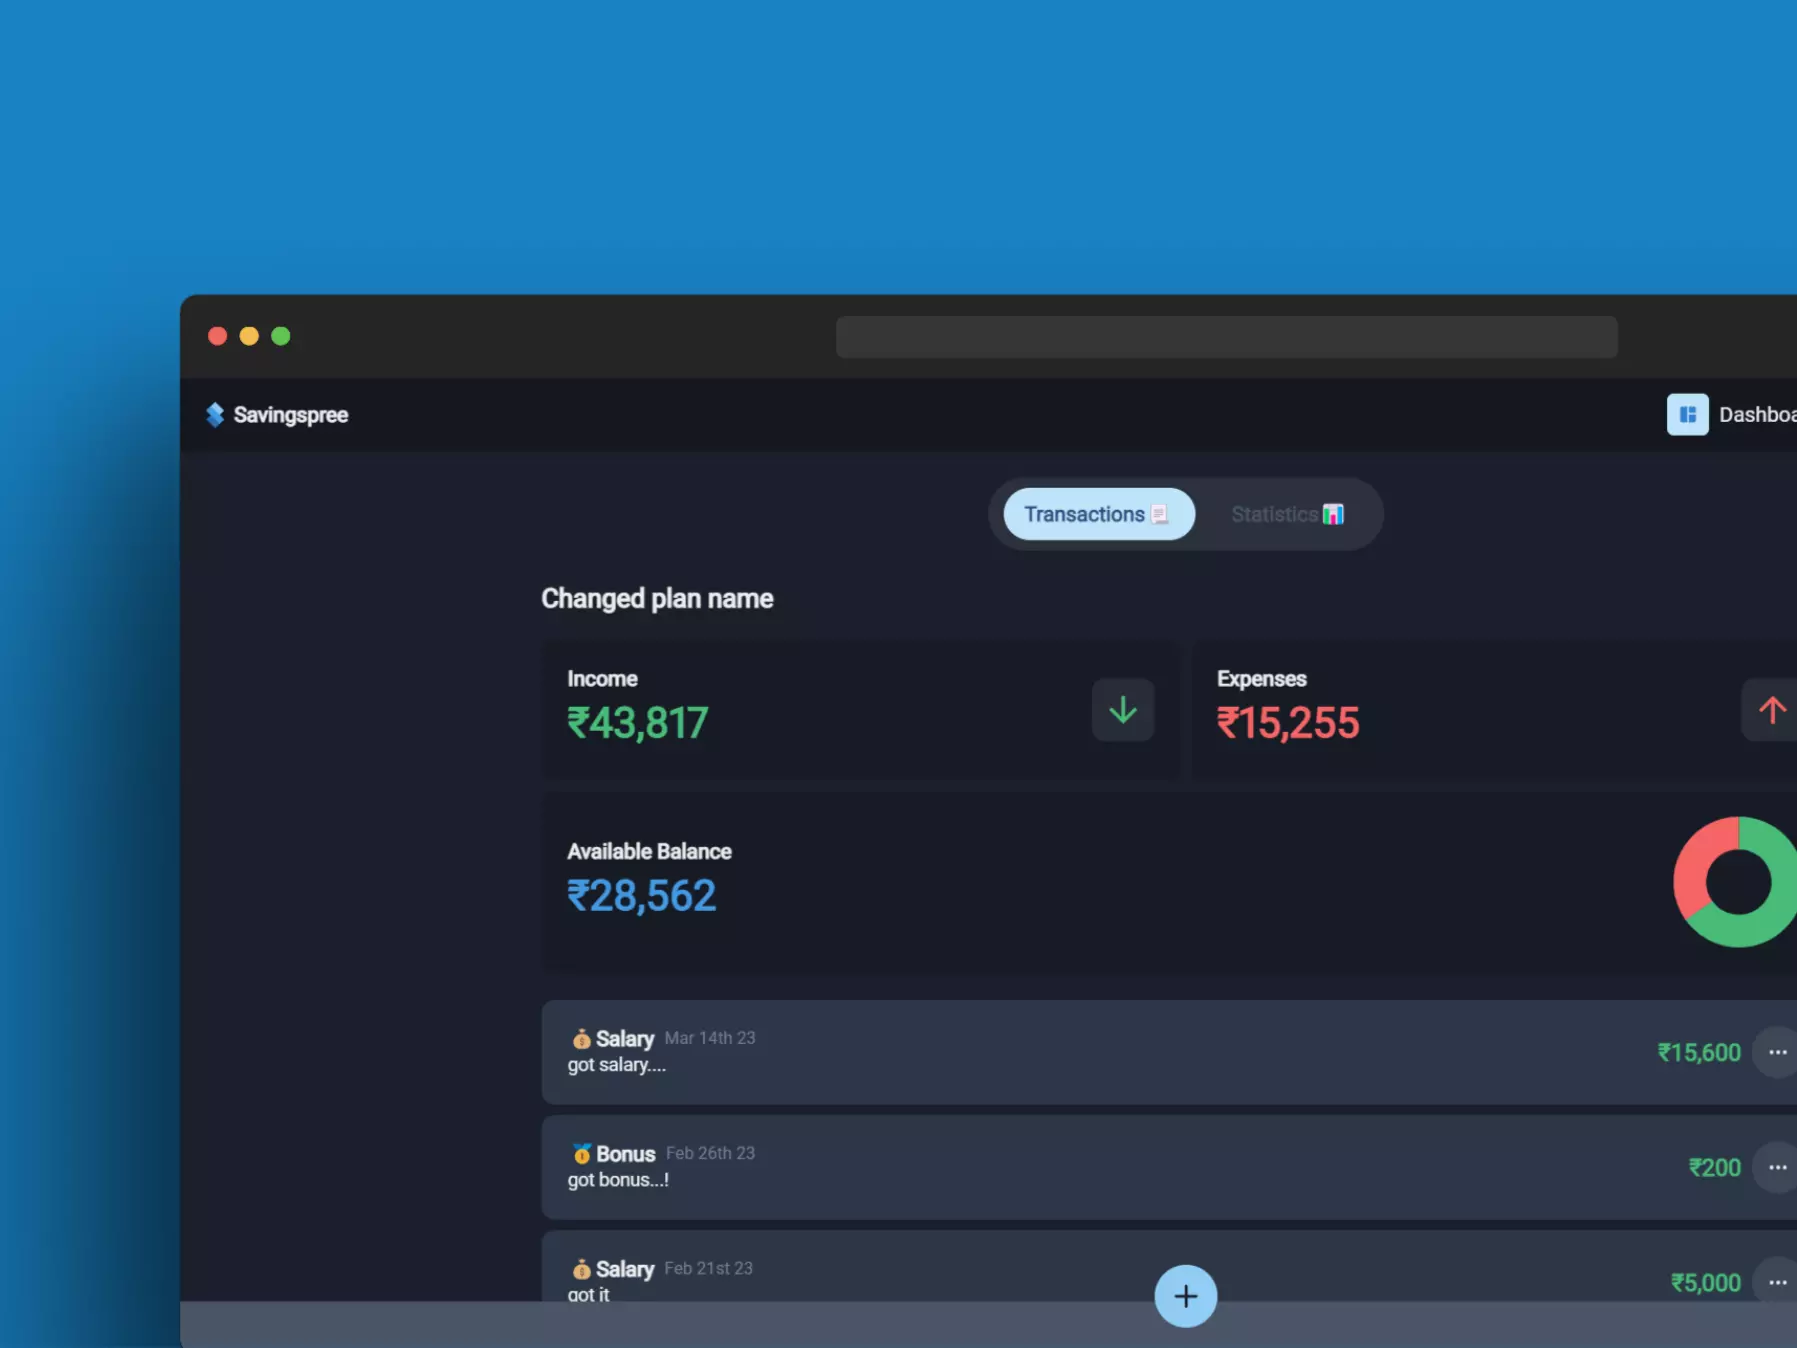 Savingspree
Dashboa
Transactions
Statistics
Changed plan name
Income
₹43,817
Expenses
₹15,255
Available Balance
₹28,562
Salary Mar 14th 23
got salary....
₹15,600
Bonus Feb 26th 23
got bonus...!
₹200
Salary Feb 21st 23
got it
₹5,000